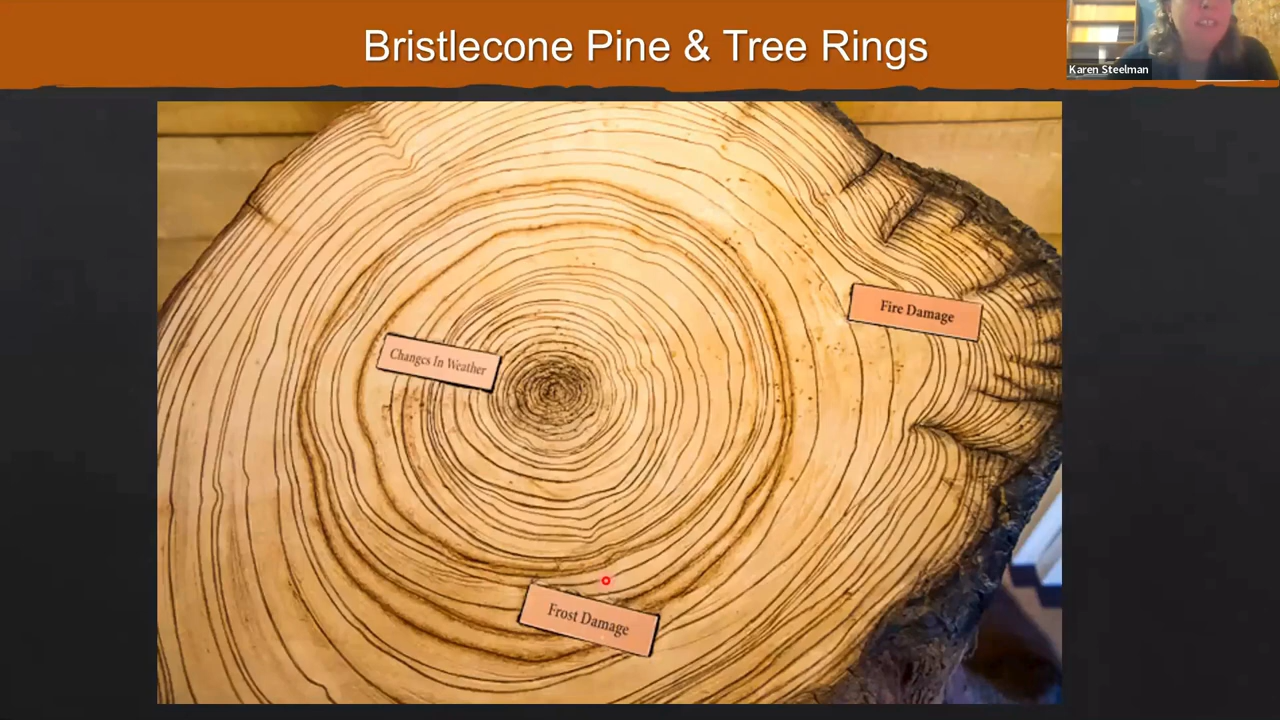 Bristlecone Pine & Tree Rings
Karen Steelman
Fire Damage
Changes In Weather
Frost Damage